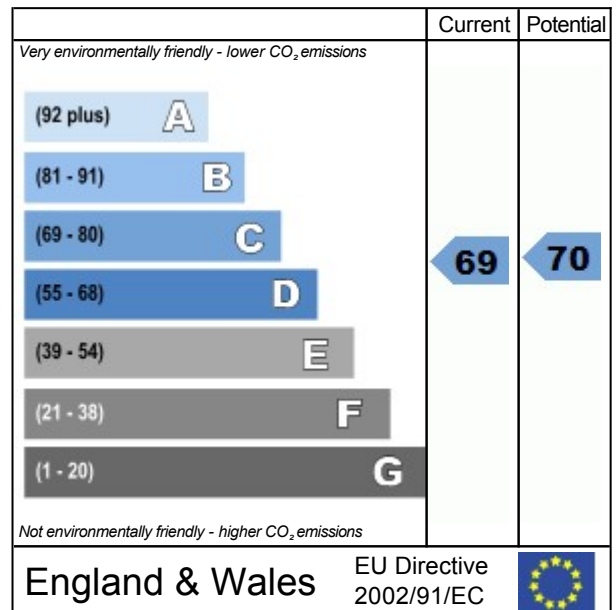 Current Potential
Very environmentally friendly - lower CO₂ emissions
(92 plus) A
(81 - 91) B
(69 - 80) C
(55 - 68) D
(39 - 54) E
(21 - 38) F
(1 - 20) G
69
70
Not environmentally friendly - higher CO₂ emissions
England & Wales
EU Directive
2002/91/EC